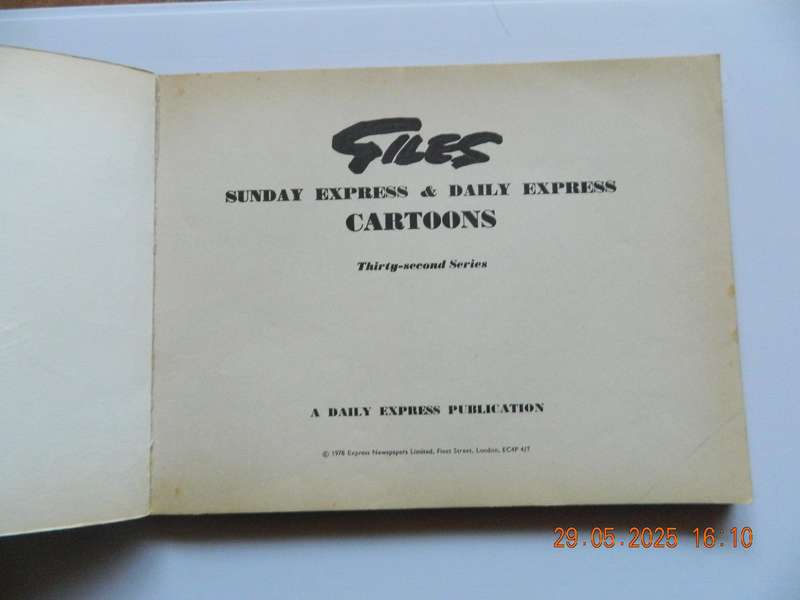 GILES
SUNDAY EXPRESS & DAILY EXPRESS
CARTOONS
Thirty-second Series
A DAILY EXPRESS PUBLICATION
© 1978 Express Newspapers Limited, Fleet Street, London, EC4P 4JT
29.05.2025 16:10